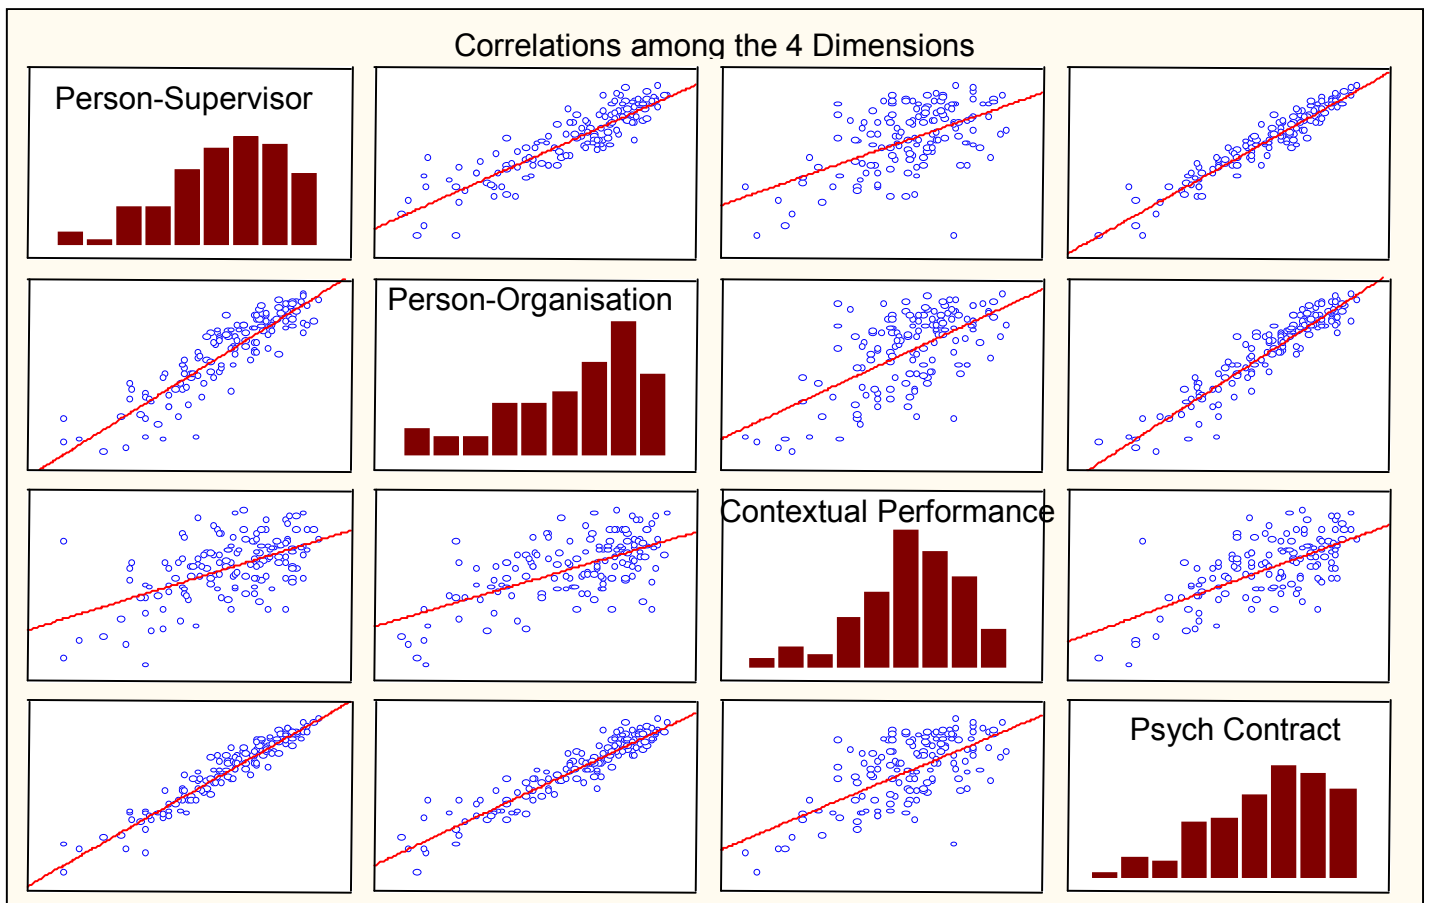 Correlations among the 4 Dimensions
Person-Supervisor
Person-Organisation
Contextual Performance
Psych Contract